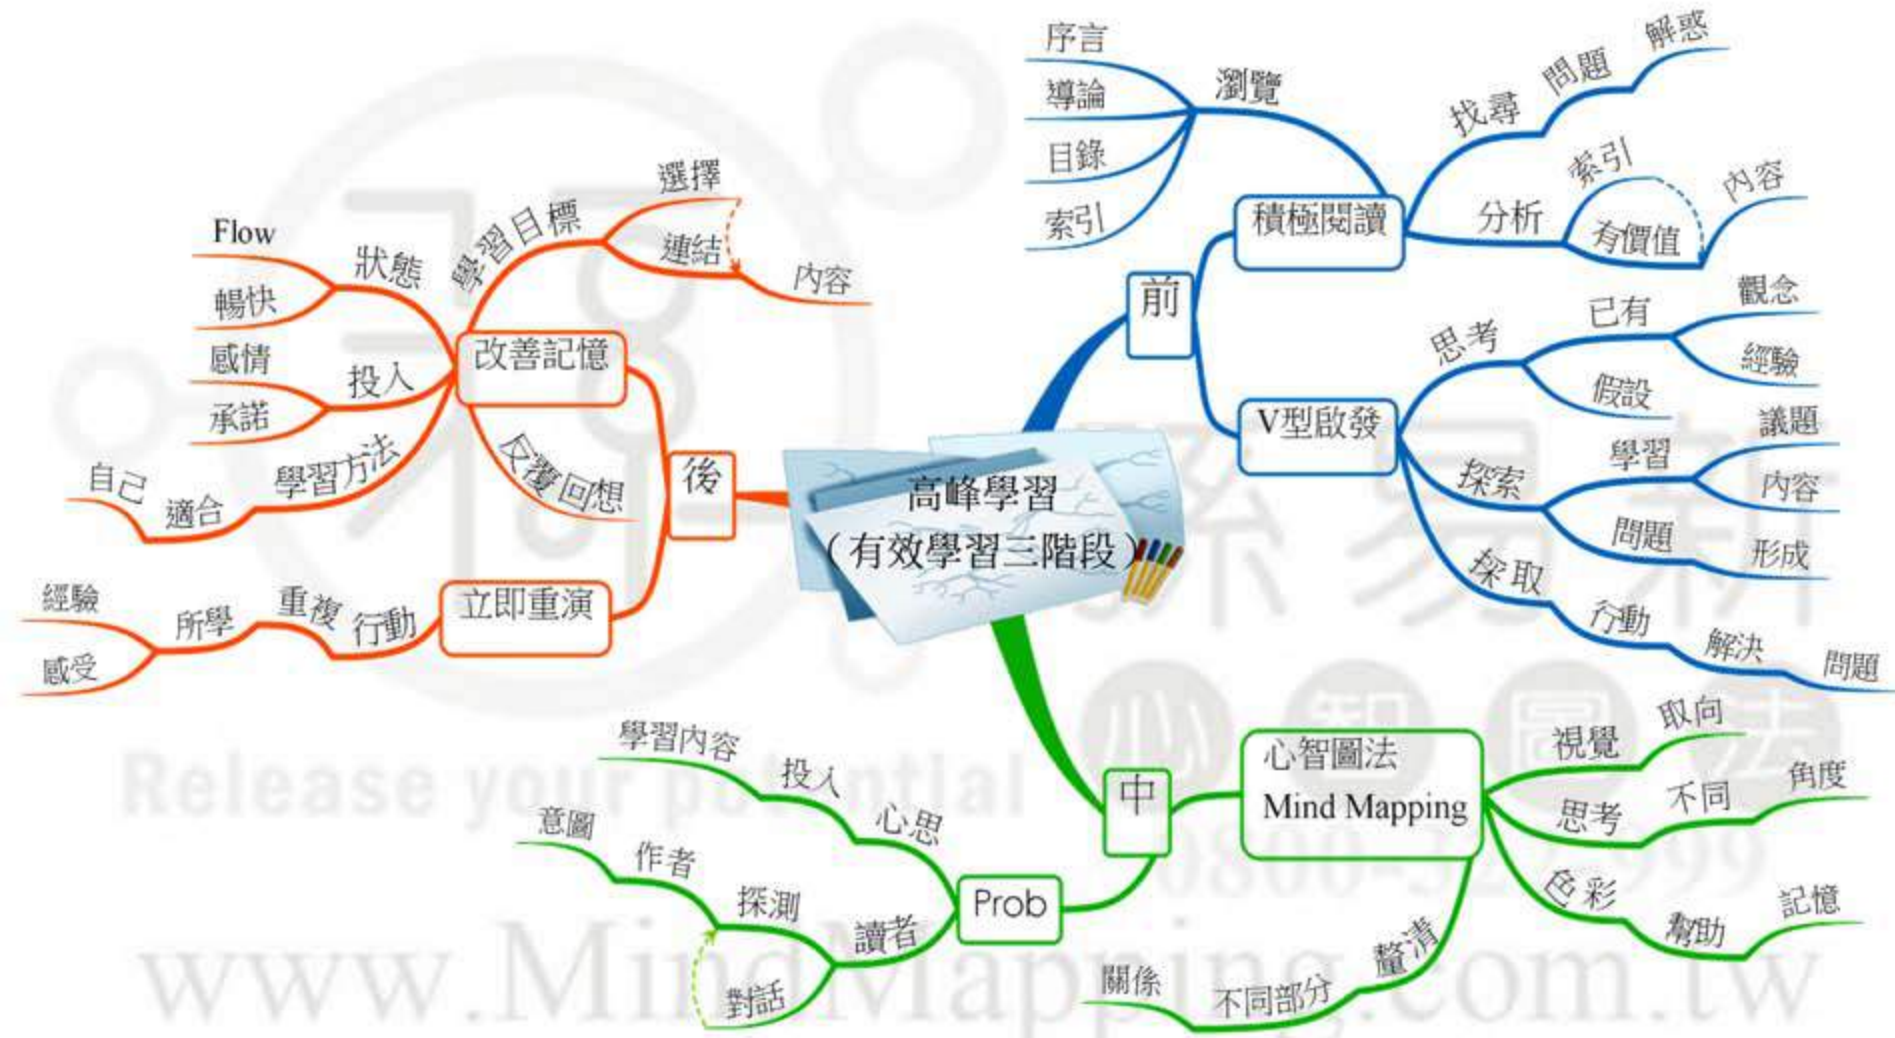 高峰學習
(有效學習三階段)
前
積極閱讀
瀏覽
序言
導論
目錄
索引
找尋
問題
解惑
分析
索引
有價值
內容
V型啟發
思考
已有
觀念
經驗
假設
探索
學習
議題
內容
問題
形成
採取
行動
解決
問題
中
心智圖法
Mind Mapping
視覺
取向
思考
不同
角度
色彩
幫助
記憶
釐清
不同部分
關係
Prob
心思
投入
學習內容
讀者
探測
作者
意圖
對話
後
改善記憶
學習目標
選擇
連結
內容
狀態
Flow
暢快
投入
感情
承諾
學習方法
適合
自己
反覆回想
立即重演
行動
重複
所學
經驗
感受
孫易新
心智圖法
Release your potential
www.MindMapping.com.tw